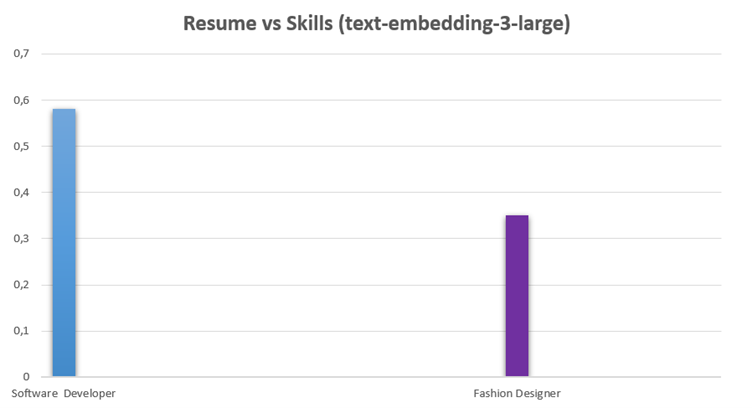 Resume vs Skills (text-embedding-3-large)
0,7
0,6
0,5
0,4
0,3
0,2
0,1
0
Software Developer
Fashion Designer